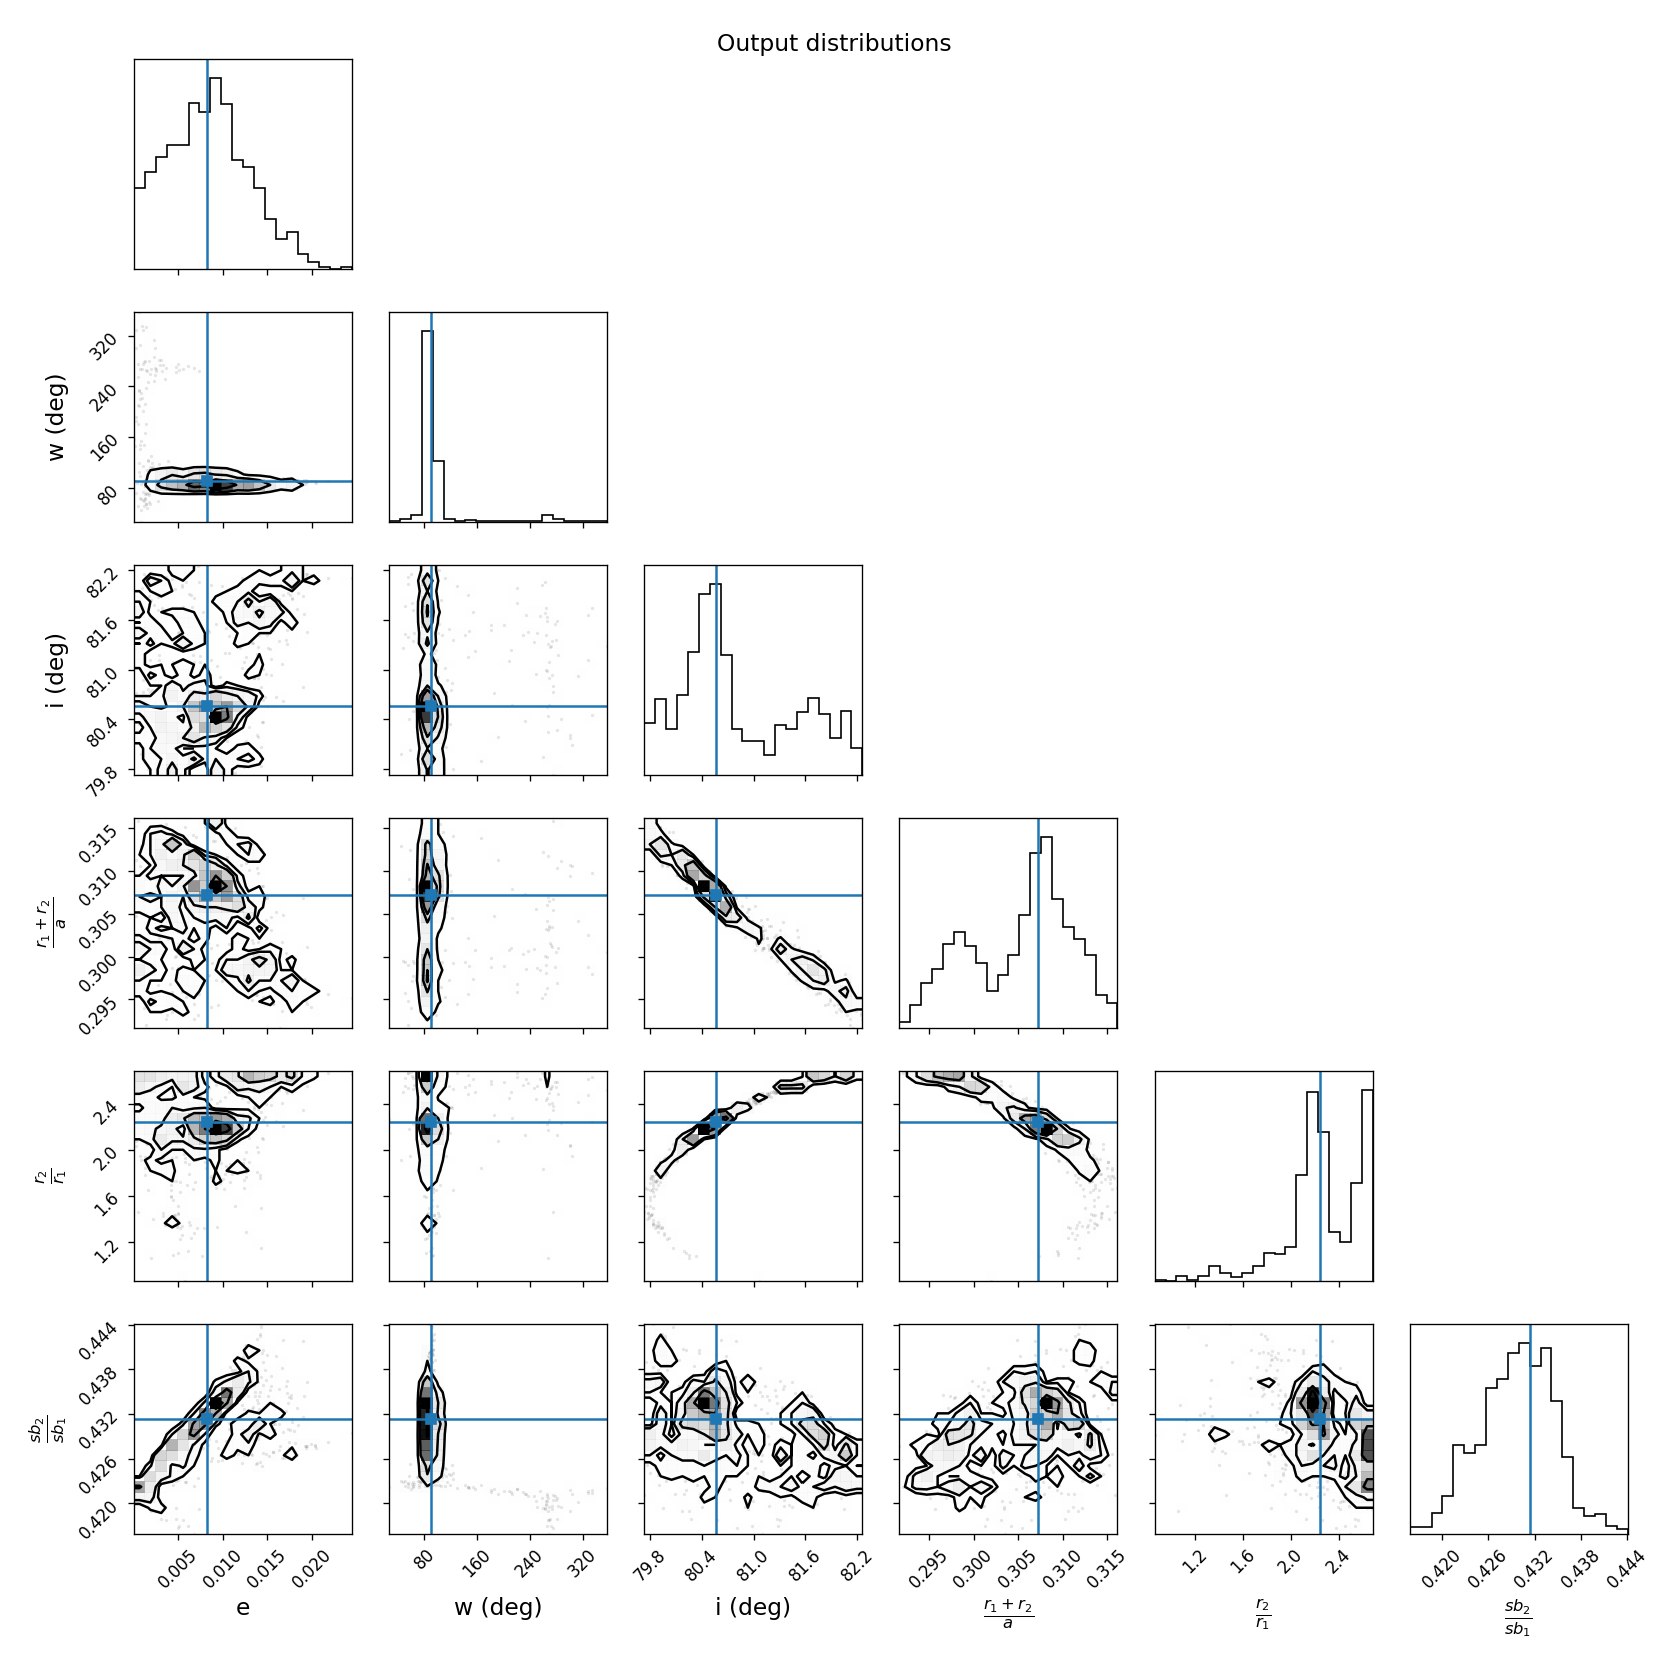 Output distributions
w (deg)
320
240
160
80
i (deg)
82.2
81.6
81.0
80.4
79.8
r₁ + r₂
a
0.315
0.310
0.305
0.300
0.295
r₂
r₁
2.4
2.0
1.6
1.2
sb₂
sb₁
0.444
0.438
0.432
0.426
0.420
0.005 0.010 0.015 0.020
80 160 240 320
79.8 80.4 81.0 81.6 82.2
0.295 0.300 0.305 0.310 0.315
1.2 1.6 2.0 2.4
0.420 0.426 0.432 0.438 0.444
e
w (deg)
i (deg)
r₁ + r₂
a
r₂
r₁
sb₂
sb₁